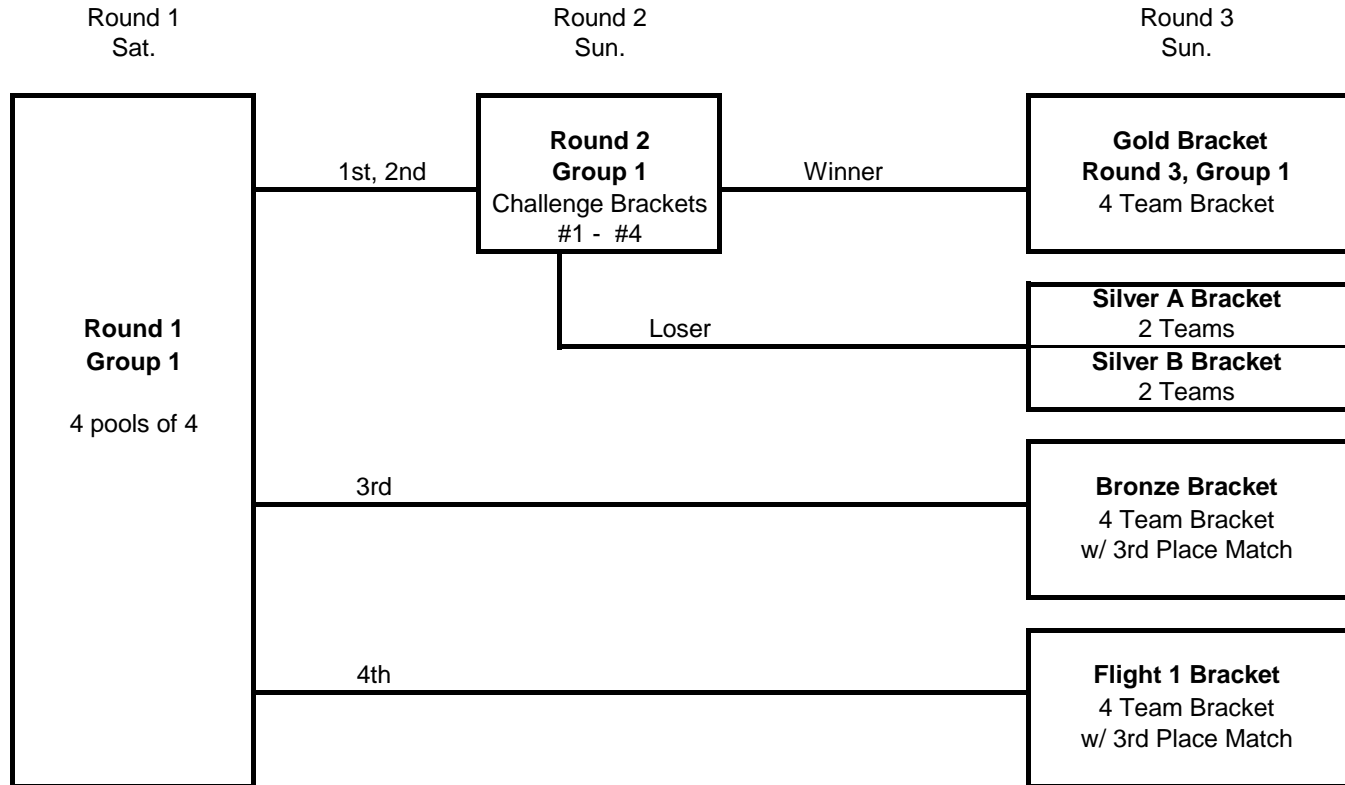 Round 1
Sat.
Round 2
Sun.
Round 3
Sun.
Round 1
Group 1
4 pools of 4
1st, 2nd
Round 2
Group 1
Challenge Brackets
#1 - #4
Winner
Gold Bracket
Round 3, Group 1
4 Team Bracket
Loser
Silver A Bracket
2 Teams
Silver B Bracket
2 Teams
3rd
Bronze Bracket
4 Team Bracket
w/ 3rd Place Match
4th
Flight 1 Bracket
4 Team Bracket
w/ 3rd Place Match